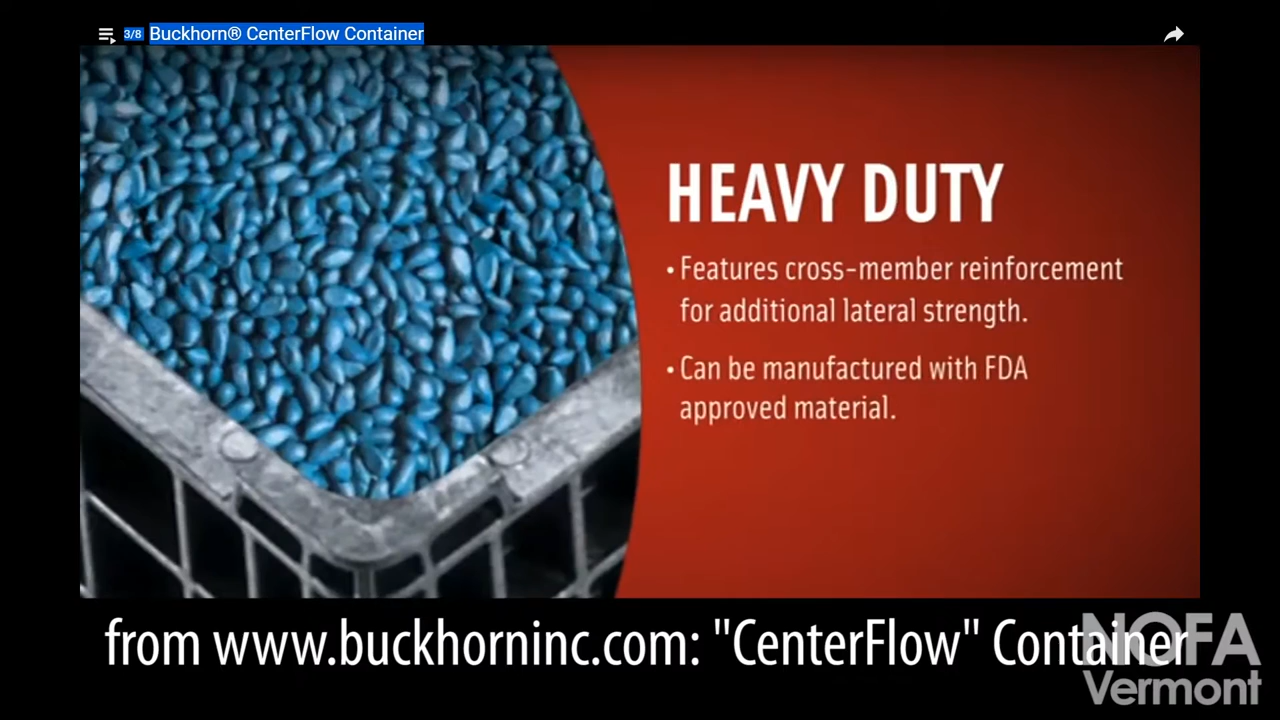 3/8 Buckhorn® CenterFlow Container
HEAVY DUTY
• Features cross-member reinforcement
for additional lateral strength.
• Can be manufactured with FDA
approved material.
from www.buckhorninc.com: "CenterFlow" Container
NOFA
Vermont